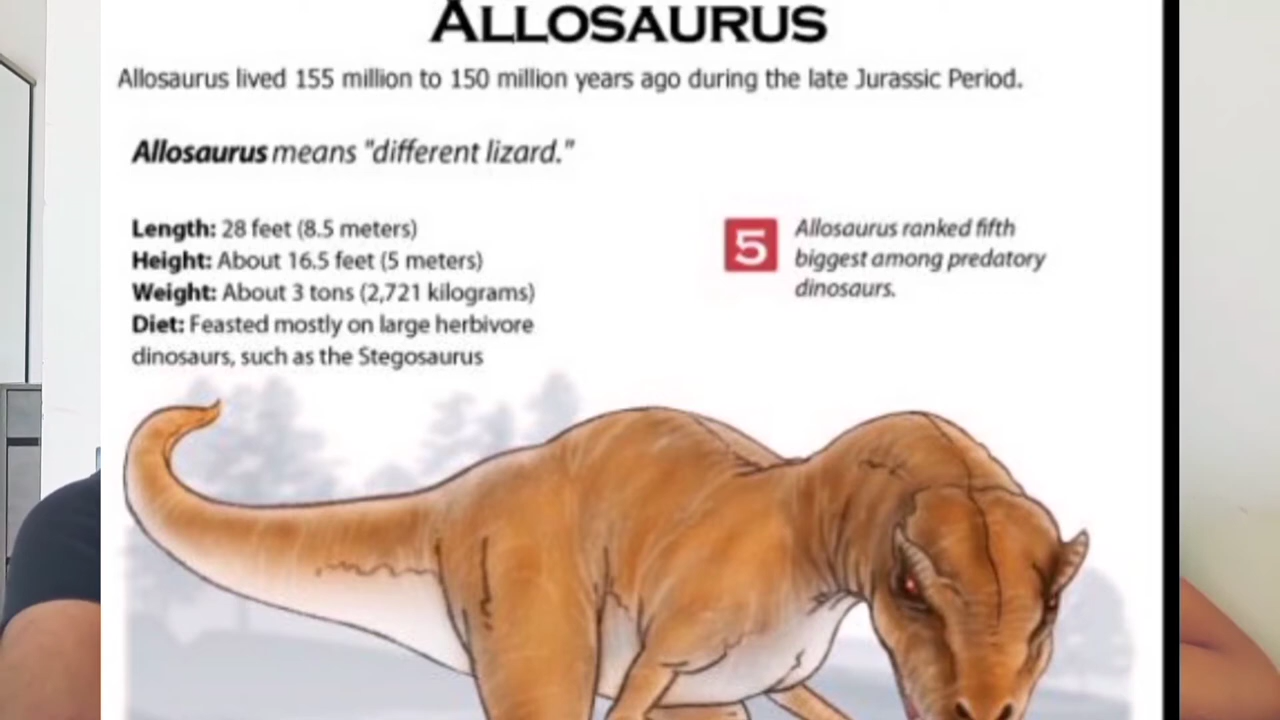 ALLOSAURUS
Allosaurus lived 155 million to 150 million years ago during the late Jurassic Period.
Allosaurus means "different lizard."
Length: 28 feet (8.5 meters)
Height: About 16.5 feet (5 meters)
Weight: About 3 tons (2,721 kilograms)
Diet: Feasted mostly on large herbivore
dinosaurs, such as the Stegosaurus
5
Allosaurus ranked fifth
biggest among predatory
dinosaurs.